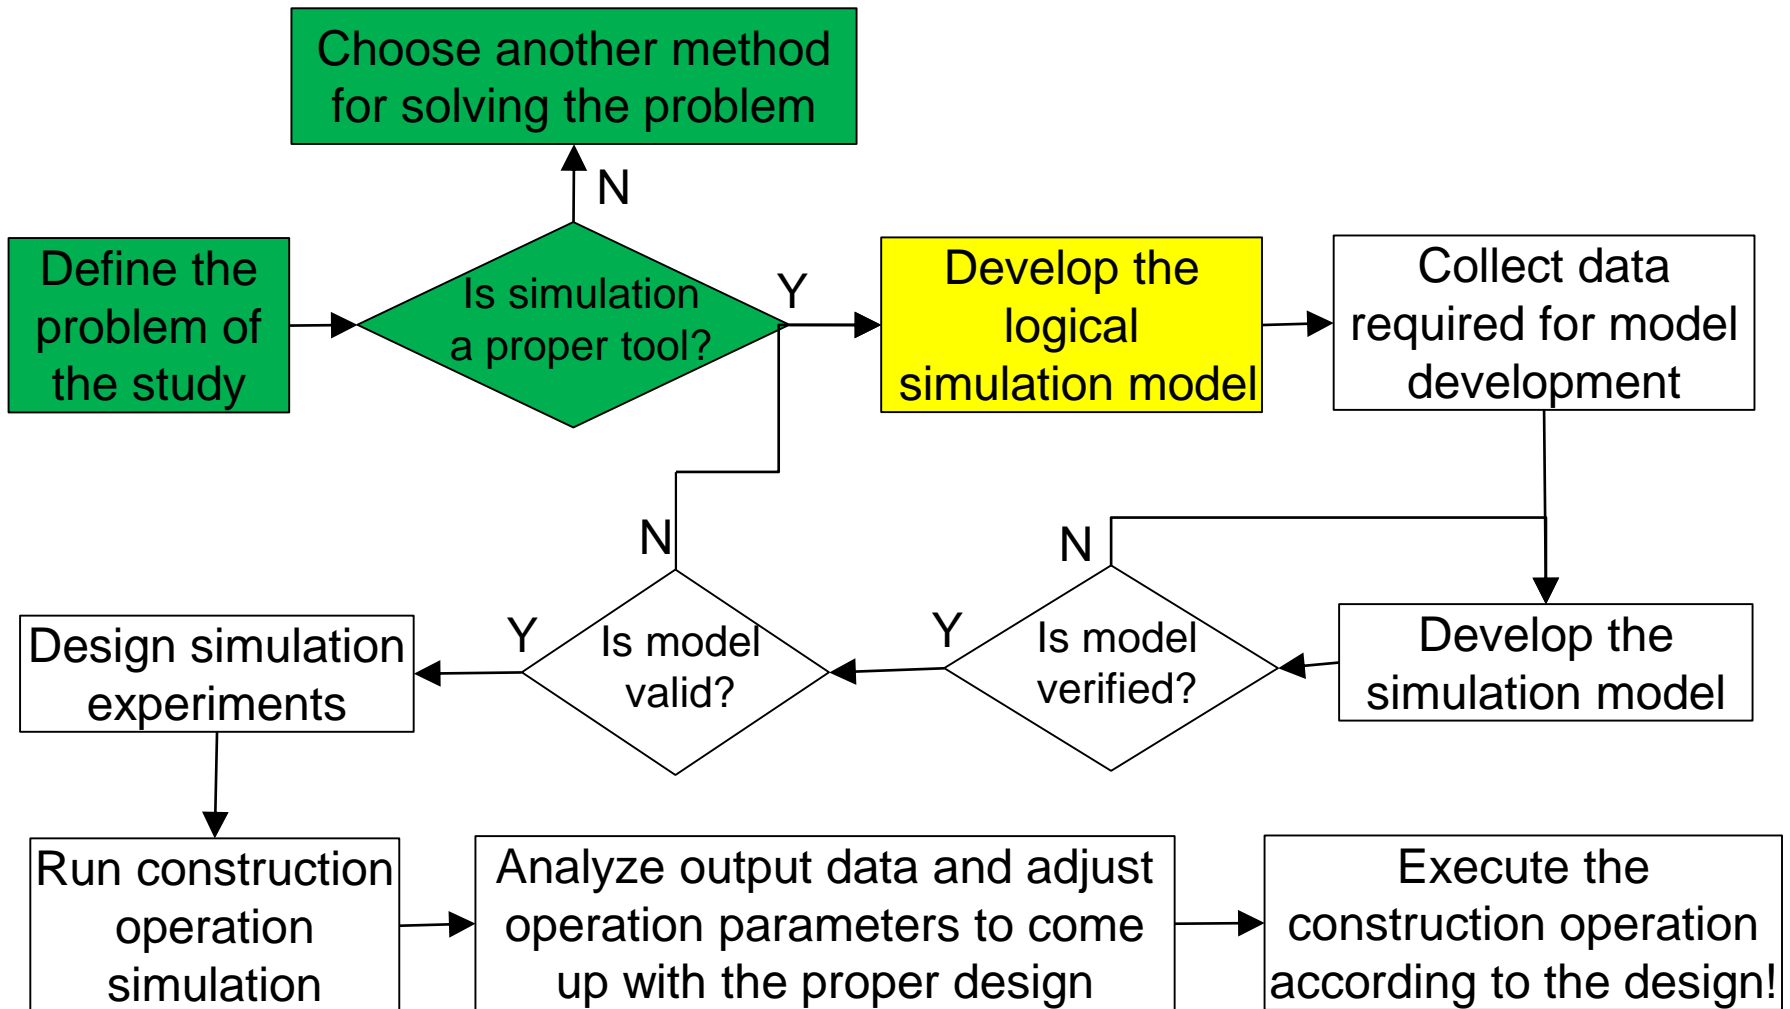 Choose another method
for solving the problem
N
Define the
problem of
the study
Is simulation
a proper tool?
Y
Develop the
logical
simulation model
Collect data
required for model
development
N
N
Design simulation
experiments
Y
Is model
valid?
Y
Is model
verified?
Develop the
simulation model
Run construction
operation
simulation
Analyze output data and adjust
operation parameters to come
up with the proper design
Execute the
construction operation
according to the design!